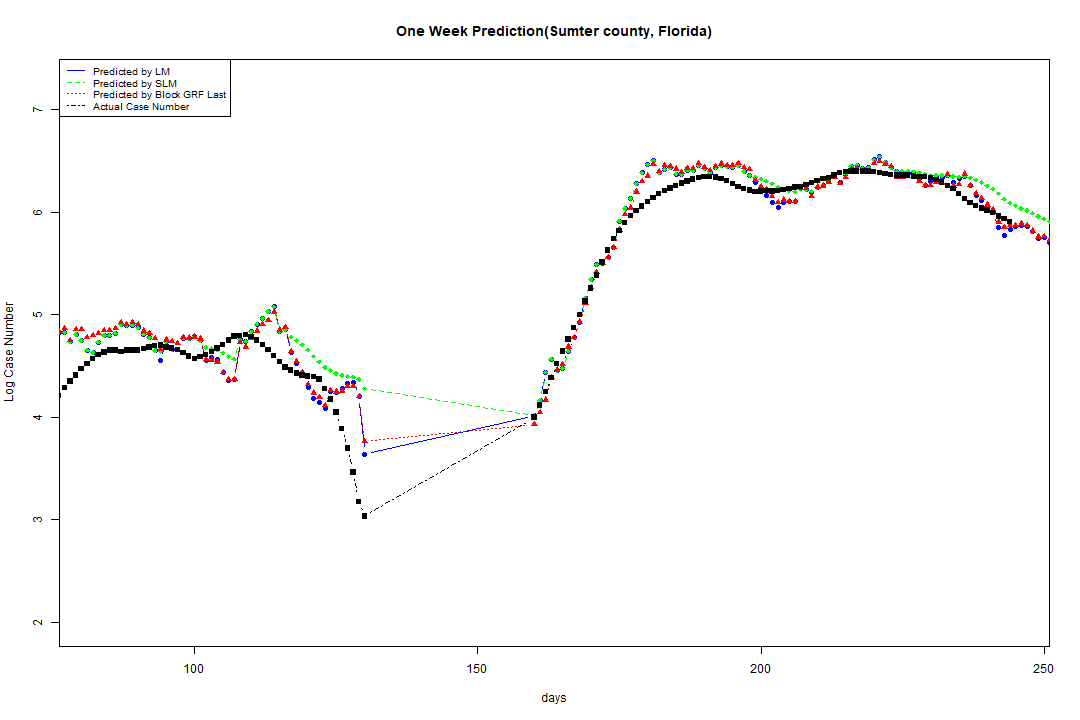 One Week Prediction(Sumter county, Florida)
Predicted by LM
Predicted by SLM
Predicted by Block GRF Last
Actual Case Number
7
6
5
4
3
2
Log Case Number
100 150 200 250
days